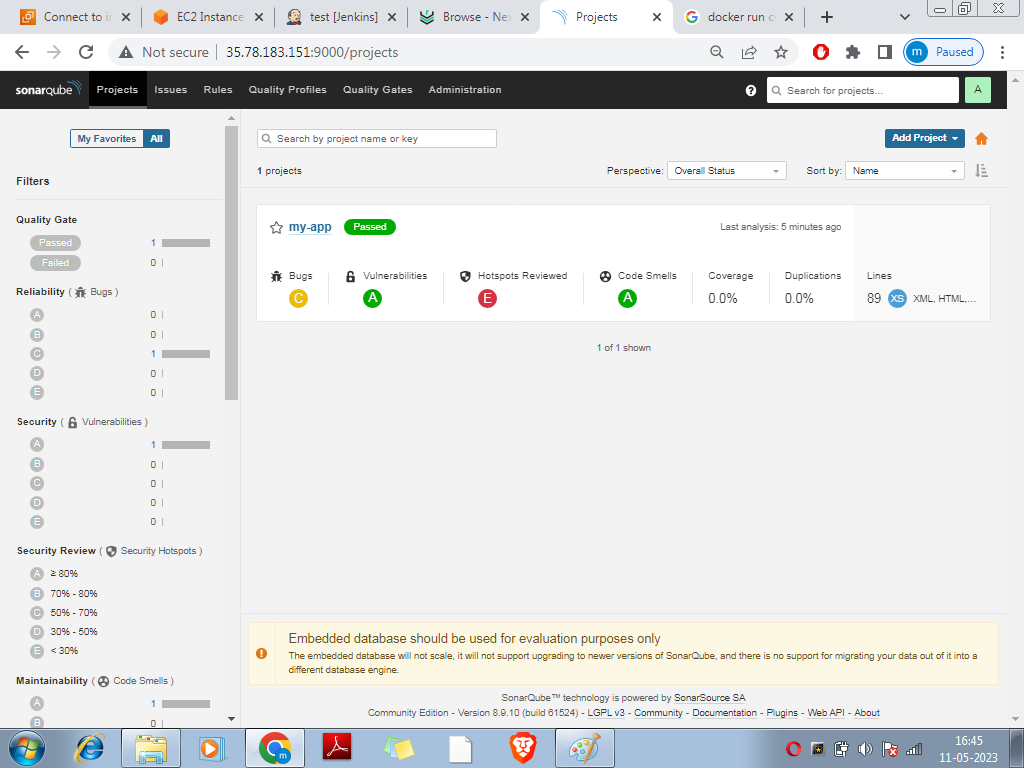 Connect to in
EC2 Instance
test [Jenkins]
Browse - Nex
Projects
docker run c
Not secure
35.78.183.151:9000/projects
m Paused
sonarqube
Projects
Issues
Rules
Quality Profiles
Quality Gates
Administration
?
Search for projects...
A
My Favorites
All
Search by project name or key
Add Project
1 projects
Perspective:
Overall Status
Sort by:
Name
Filters
Quality Gate
Passed 1
Failed 0
Reliability ( Bugs )
A 0
B 0
C 1
D 0
E 0
Security ( Vulnerabilities )
A 1
B 0
C 0
D 0
E 0
Security Review ( Security Hotspots )
A ≥ 80%
B 70% - 80%
C 50% - 70%
D 30% - 50%
E < 30%
Maintainability ( Code Smells )
A 1
B 0
my-app
Passed
Last analysis: 5 minutes ago
Bugs
Vulnerabilities
Hotspots Reviewed
Code Smells
Coverage
Duplications
Lines
C
A
E
A
0.0%
0.0%
89 XS XML, HTML,...
1 of 1 shown
Embedded database should be used for evaluation purposes only
The embedded database will not scale, it will not support upgrading to newer versions of SonarQube, and there is no support for migrating your data out of it into a
different database engine.
SonarQube™ technology is powered by SonarSource SA
Community Edition - Version 8.9.10 (build 61524) - LGPL v3 - Community - Documentation - Plugins - Web API - About
16:45
11-05-2023